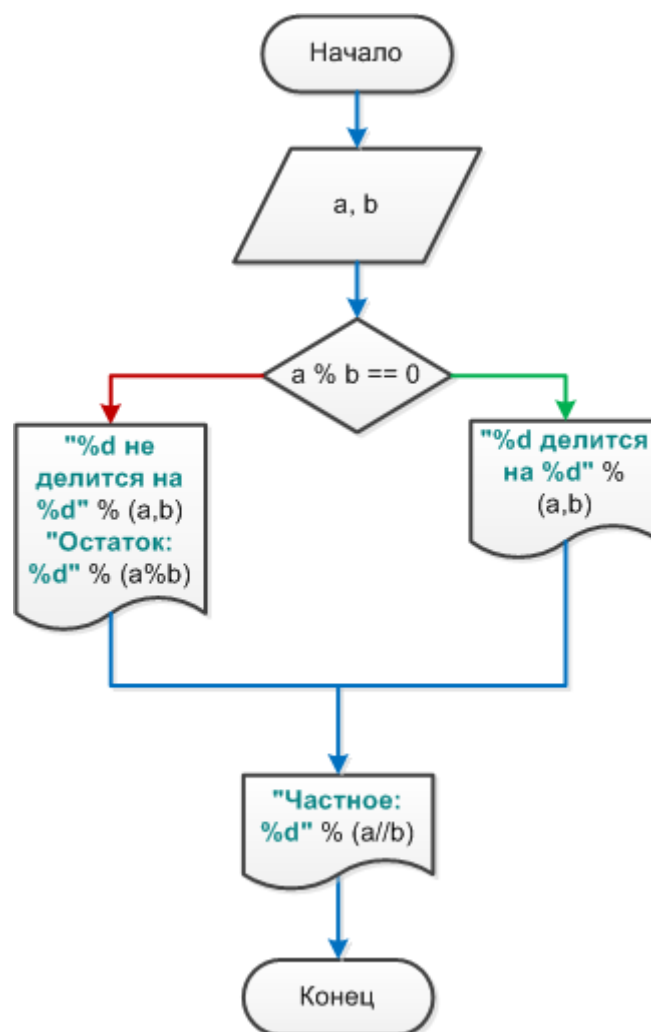 Начало
a, b
a % b == 0
"%d не
делится на
%d" % (a,b)
"Остаток:
%d" % (a%b)
"%d делится
на %d" %
(a,b)
"Частное:
%d" % (a//b)
Конец